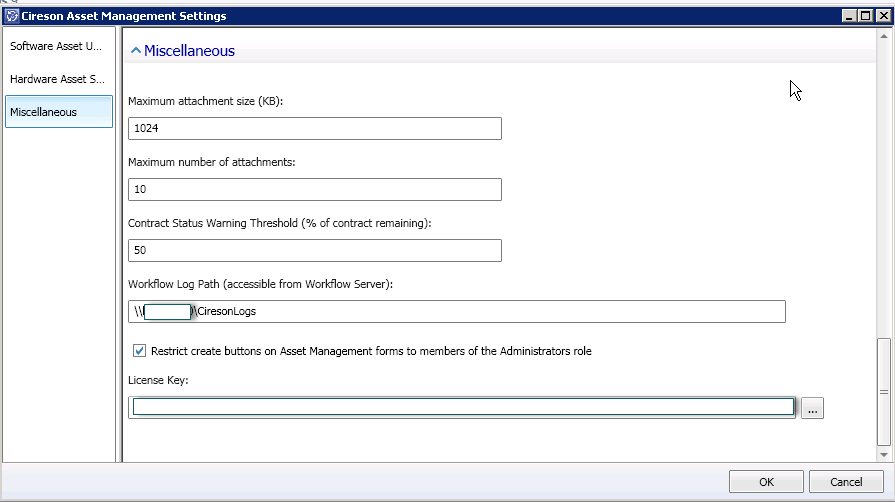 Cireson Asset Management Settings
Software Asset U...
Hardware Asset S...
Miscellaneous
Miscellaneous
Maximum attachment size (KB):
1024
Maximum number of attachments:
10
Contract Status Warning Threshold (% of contract remaining):
50
Workflow Log Path (accessible from Workflow Server):
\\ \CiresonLogs
Restrict create buttons on Asset Management forms to members of the Administrators role
License Key:
...
OK
Cancel